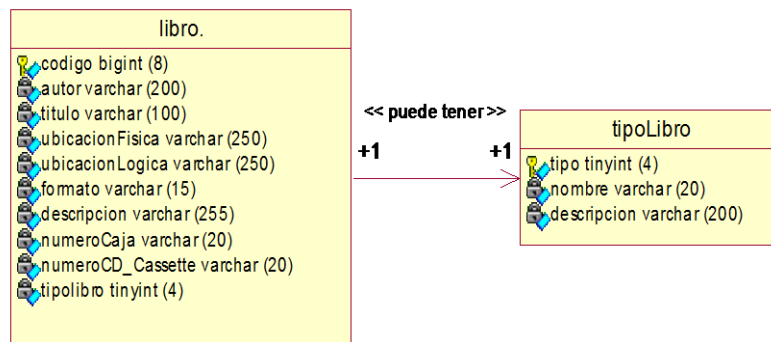 libro.
codigo bigint (8)
autor varchar (200)
titulo varchar (100)
ubicacionFisica varchar (250)
ubicacionLogica varchar (250)
formato varchar (15)
descripcion varchar (255)
numeroCaja varchar (20)
numeroCD_Cassette varchar (20)
tipolibro tinyint (4)
<< puede tener >>
+1 +1
tipoLibro
tipo tinyint (4)
nombre varchar (20)
descripcion varchar (200)